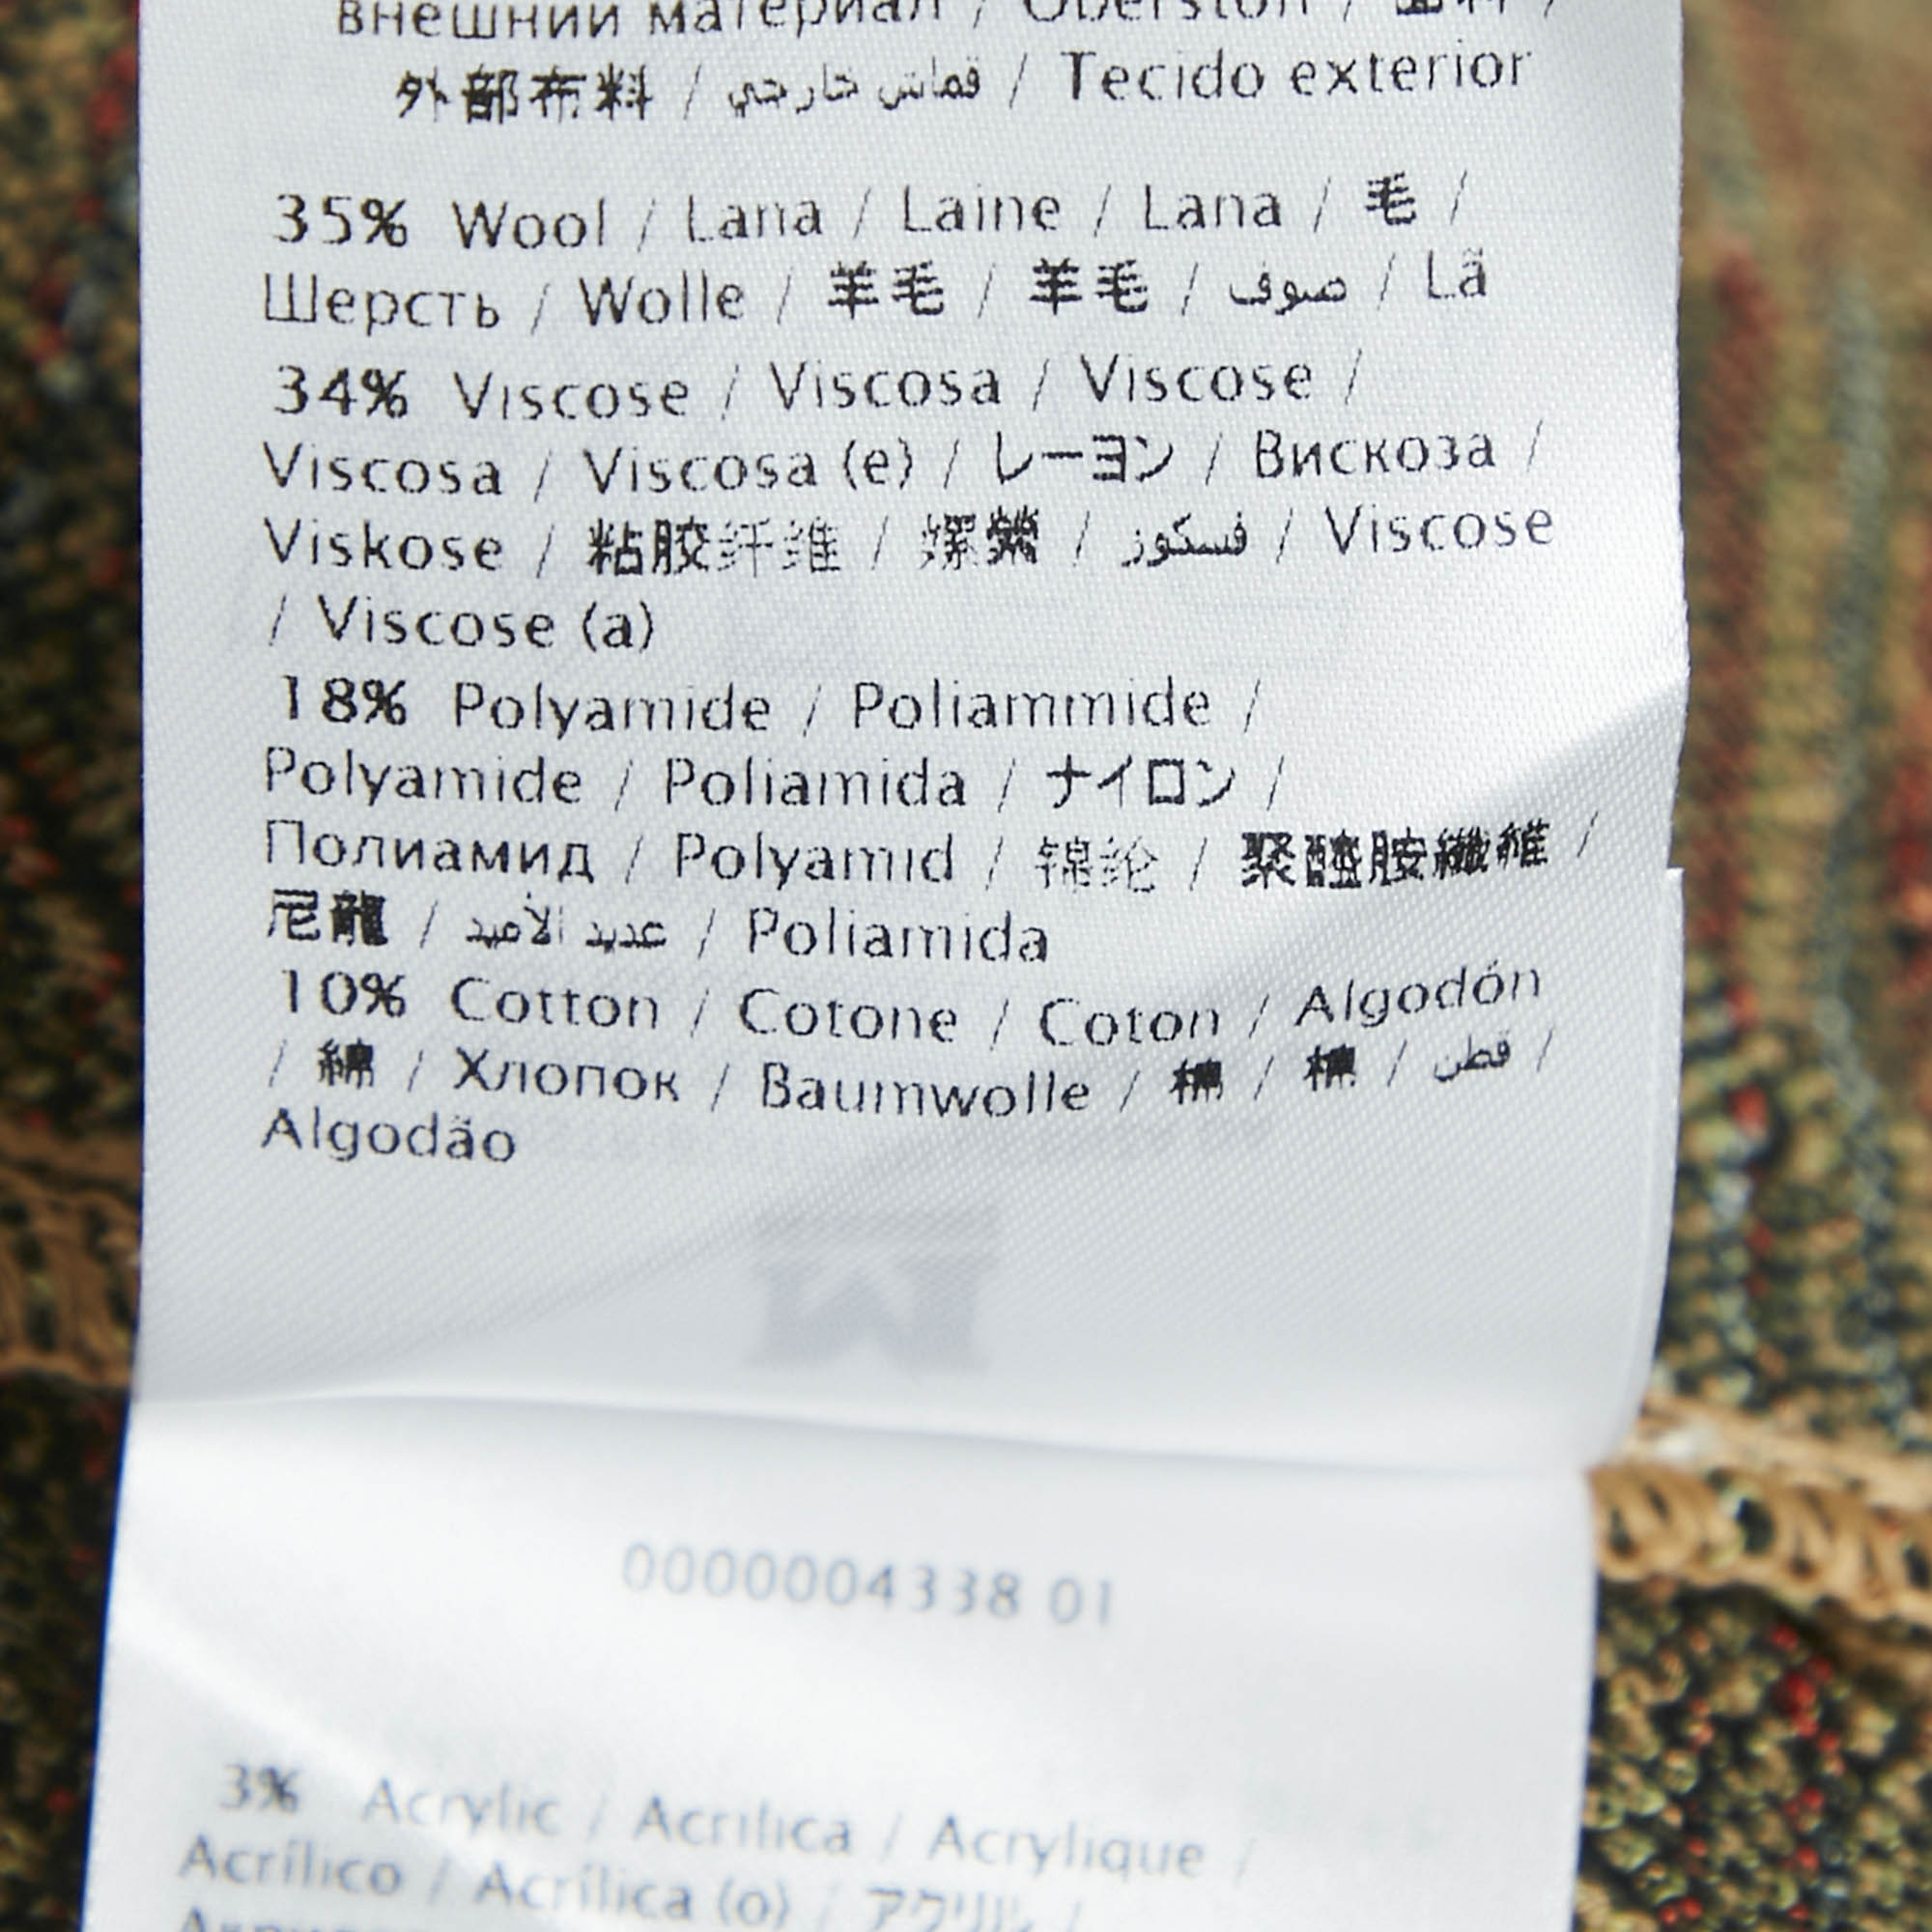 внешний материал / Oberstoff /
外部布料 / قماش خارجي / Tecido exterior
35% Wool / Lana / Laine / Lana / 毛 /
Шерсть / Wolle / 羊毛 / 羊毛 / صوف / Lã
34% Viscose / Viscosa / Viscose /
Viscosa / Viscosa (e) / レーヨン / Вискоза /
Viskose / 粘胶纤维 / 螺縈 / فسكوز / Viscose
/ Viscose (a)
18% Polyamide / Poliammide /
Polyamide / Poliamida / ナイロン /
Полиамид / Polyamid / 锦纶 / 聚醯胺纖維 /
尼龍 / عديد الأميد / Poliamida
10% Cotton / Cotone / Coton / Algodón
/ 綿 / Хлопок / Baumwolle / 棉 / 棉 / قطن /
Algodão
0000004338 01
3% Acrylic / Acrilica / Acrylique /
Acrílico / Acrílica (o) / アクリル /